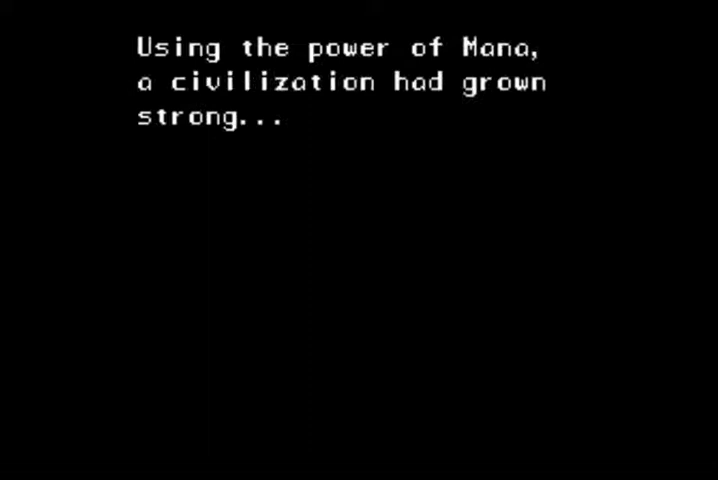 Using the power of Mana,
a civilization had grown
strong...